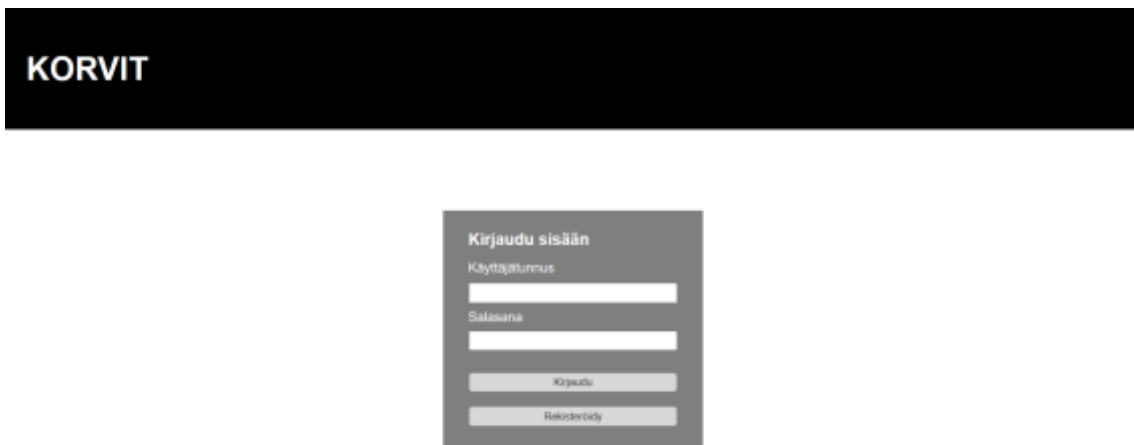 KORVIT
Kirjaudu sisään
Käyttäjätunnus
Salasana
Kirjaudu
Rekisteröidy